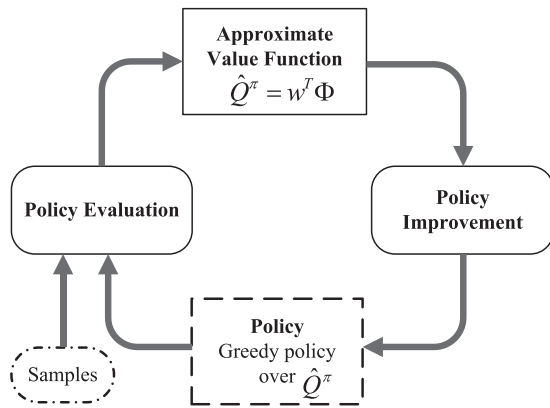 Approximate
Value Function
Q̂^π = w^T Φ
Policy Evaluation
Policy
Improvement
Policy
Greedy policy
over Q̂^π
Samples